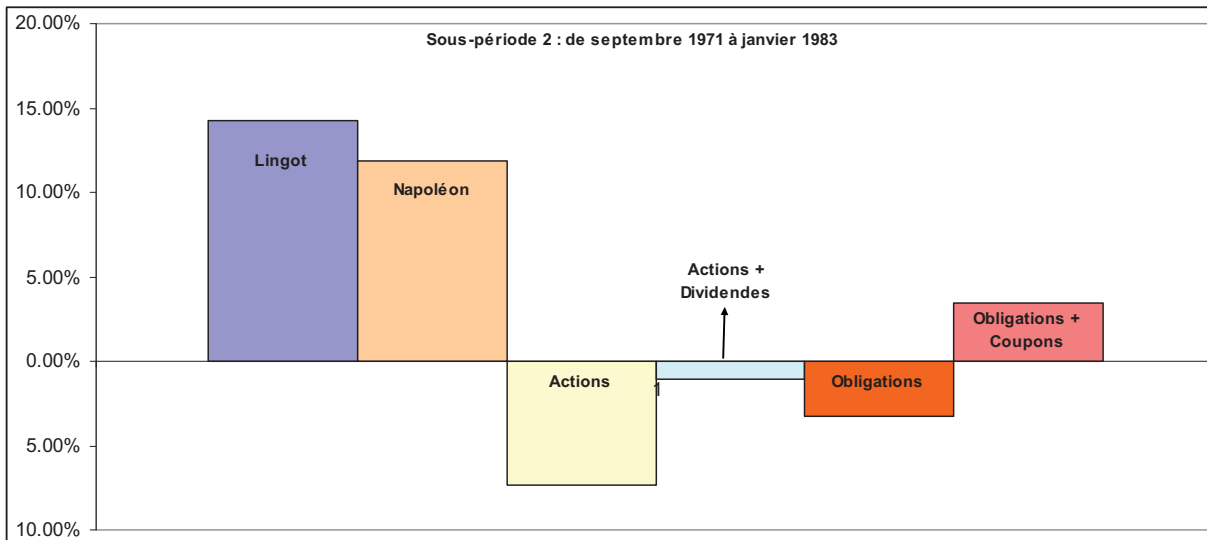 20.00%
Sous-période 2 : de septembre 1971 à janvier 1983
15.00%
Lingot
10.00%
Napoléon
5.00%
Actions +
Dividendes
Obligations +
Coupons
0.00%
Actions
1
Obligations
5.00%
10.00%